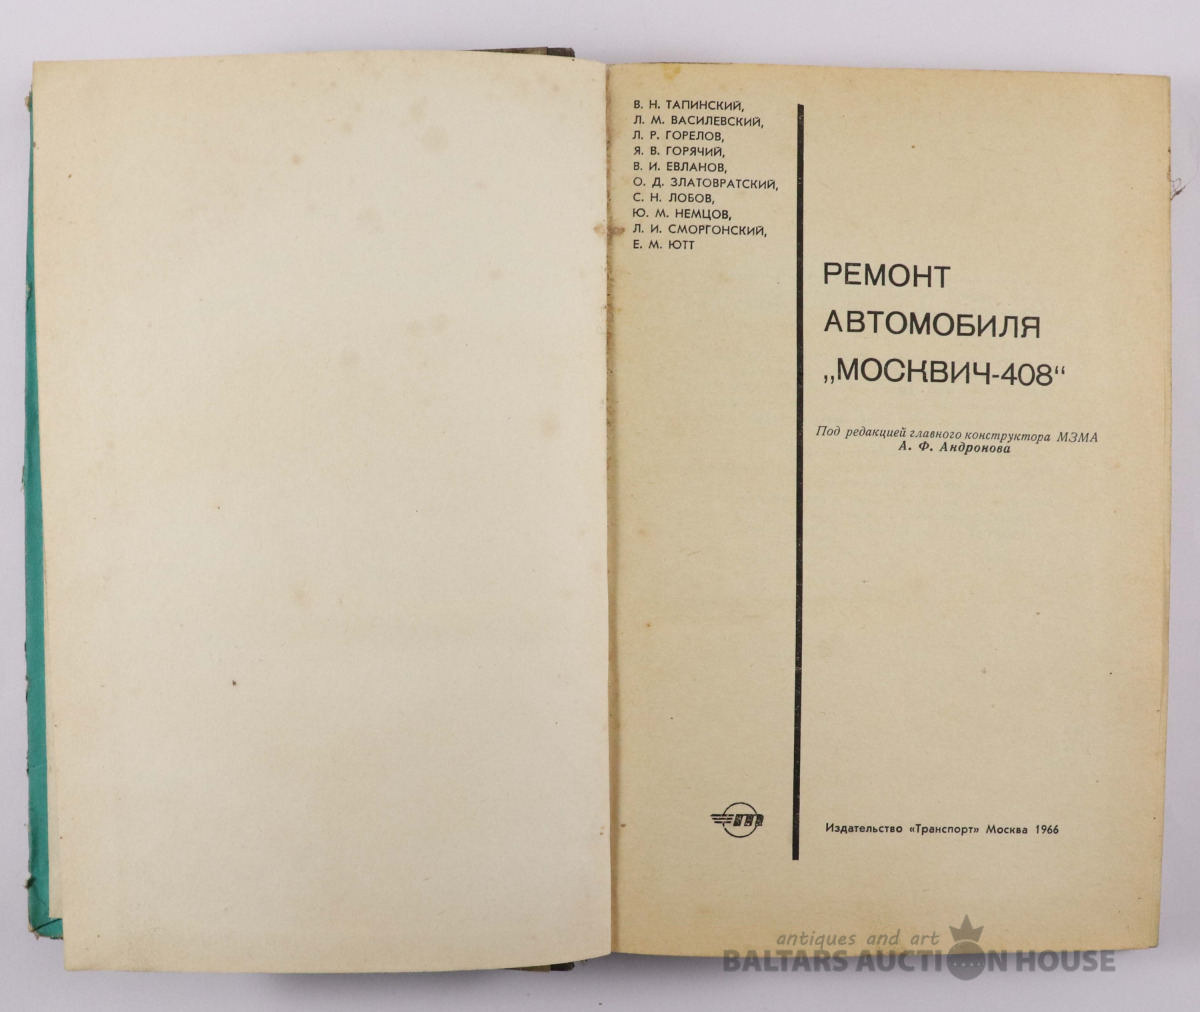 В. Н. ТАПИНСКИЙ,
Л. М. ВАСИЛЕВСКИЙ,
Л. Р. ГОРЕЛОВ,
Я. В. ГОРЯЧИЙ,
В. И. ЕВЛАНОВ,
О. Д. ЗЛАТОВРАТСКИЙ,
С. Н. ЛОБОВ,
Ю. М. НЕМЦОВ,
Л. И. СМОРГОНСКИЙ,
Е. М. ЮТТ
РЕМОНТ
АВТОМОБИЛЯ
„МОСКВИЧ-408“
Под редакцией главного конструктора МЗМА
А. Ф. Андронова
Издательство «Транспорт» Москва 1966
antiques and art
BALTARS AUCTION HOUSE